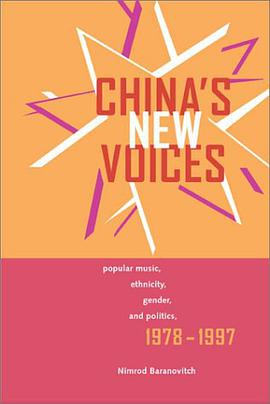 CHINA'S
NEW
VOICES
popular music,
ethnicity,
gender,
and politics,
1978–1997
Nimrod Baranovitch